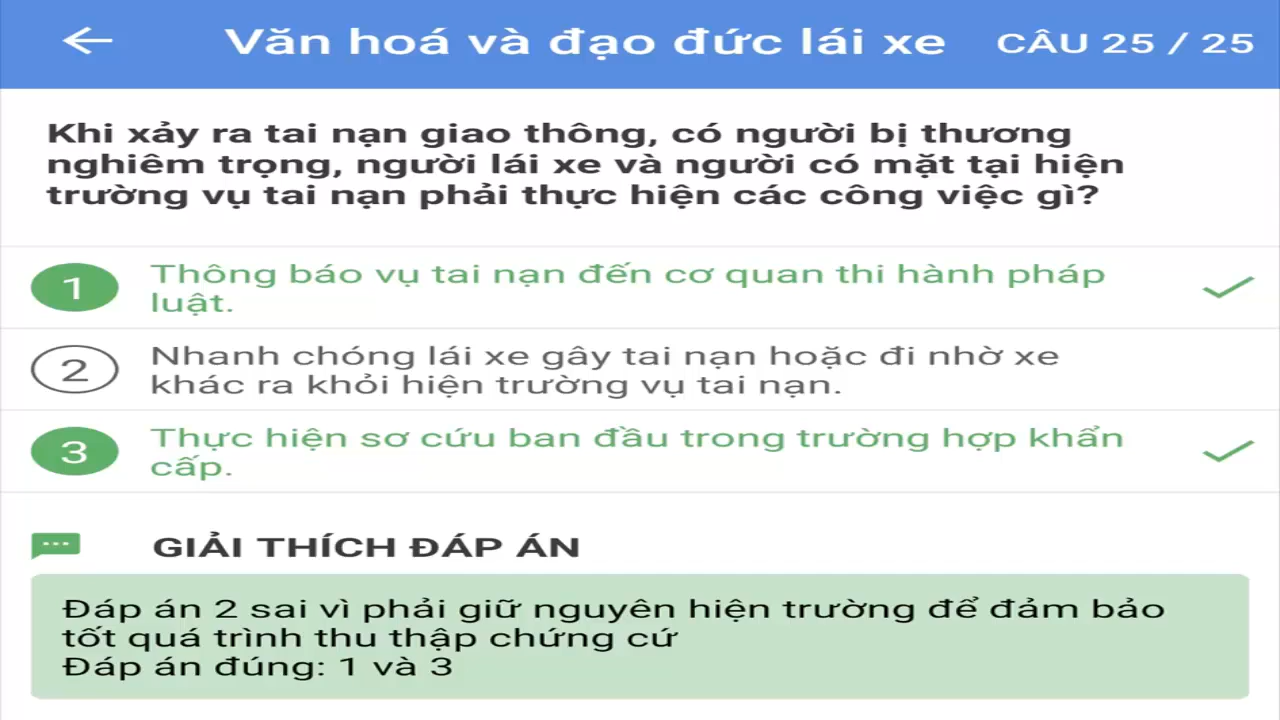 Văn hoá và đạo đức lái xe CÂU 25 / 25
Khi xảy ra tai nạn giao thông, có người bị thương
nghiêm trọng, người lái xe và người có mặt tại hiện
trường vụ tai nạn phải thực hiện các công việc gì?
1 Thông báo vụ tai nạn đến cơ quan thi hành pháp
luật.
2 Nhanh chóng lái xe gây tai nạn hoặc đi nhờ xe
khác ra khỏi hiện trường vụ tai nạn.
3 Thực hiện sơ cứu ban đầu trong trường hợp khẩn
cấp.
GIẢI THÍCH ĐÁP ÁN
Đáp án 2 sai vì phải giữ nguyên hiện trường để đảm bảo
tốt quá trình thu thập chứng cứ
Đáp án đúng: 1 và 3